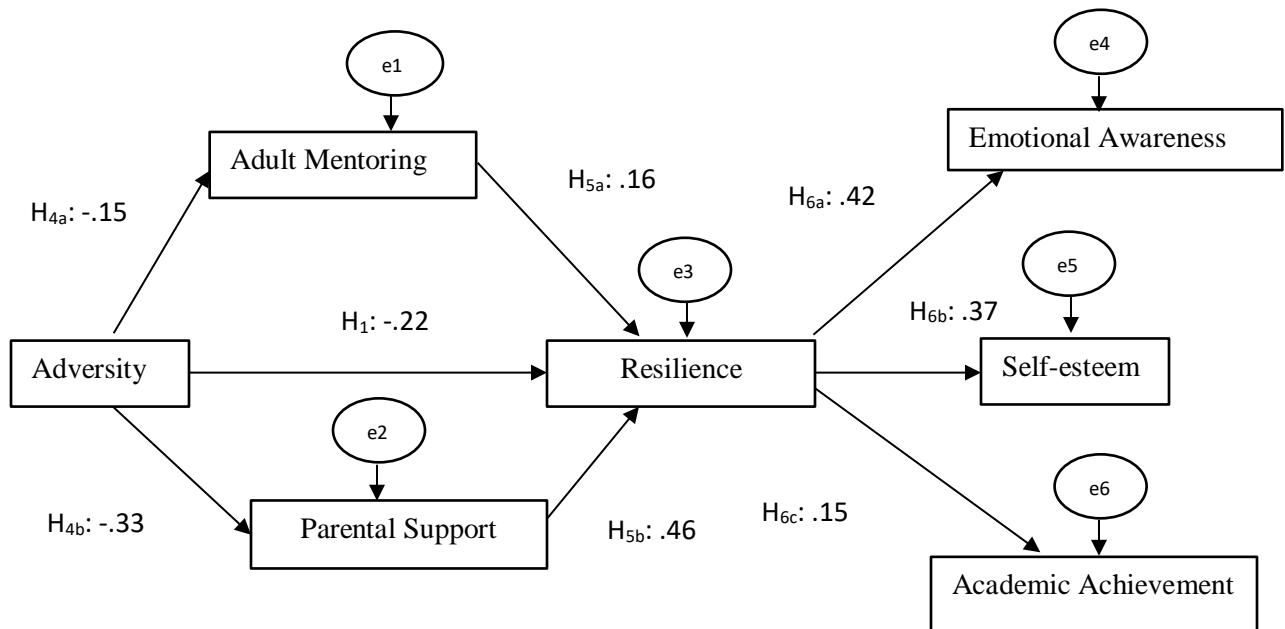 e1
e4
Adult Mentoring
Emotional Awareness
H4a: -.15
H5a: .16
H6a: .42
e3
e5
H1: -.22
H6b: .37
Adversity
Resilience
Self-esteem
e2
e6
H4b: -.33
Parental Support
H5b: .46
H6c: .15
Academic Achievement